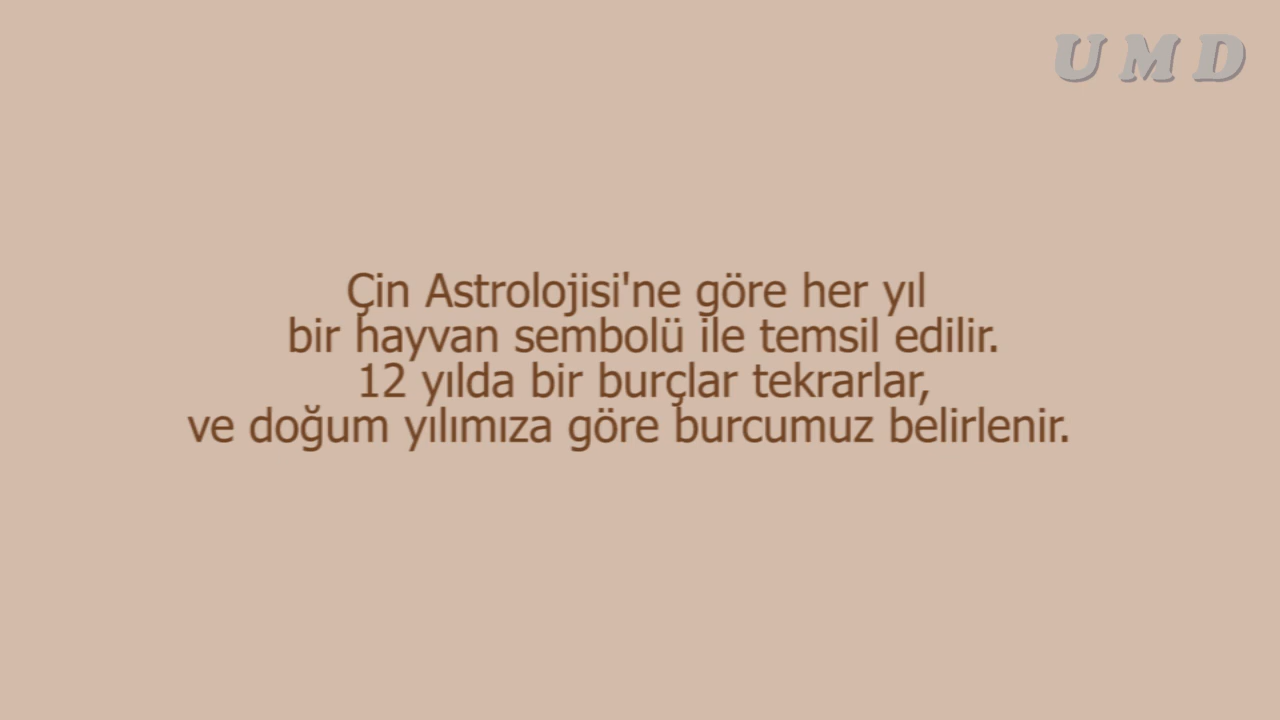 UMD
Çin Astrolojisi'ne göre her yıl
bir hayvan sembolü ile temsil edilir.
12 yılda bir burçlar tekrarlar,
ve doğum yılımıza göre burcumuz belirlenir.